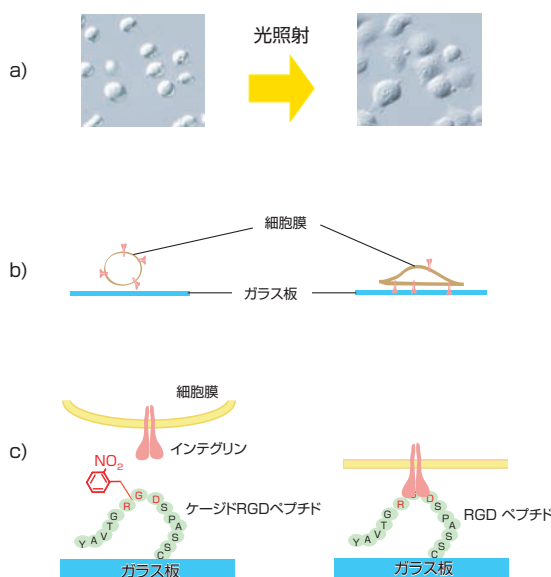 光照射
a)
細胞膜
b)
ガラス板
細胞膜
c)
インテグリン
NO₂
ケージドRGDペプチド
YAVTGRGDSPASSC
ガラス板
RGD ペプチド
YAVTGRGDSPASSC
ガラス板